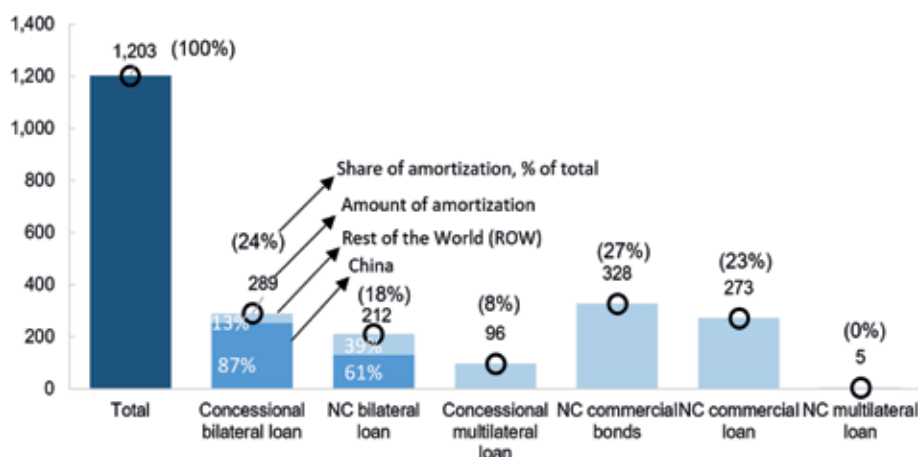 1,400
1,203 (100%)
1,200
1,000
800
Share of amortization, % of total
Amount of amortization
600
(24%)
Rest of the World (ROW)
(27%)
(23%)
China
328
400
289
(18%)
(8%)
273
(0%)
212
200
13%
39%
96
5
87%
61%
0
Total
Concessional bilateral loan
NC bilateral loan
Concessional multilateral loan
NC commercial bonds
NC commercial loan
NC multilateral loan